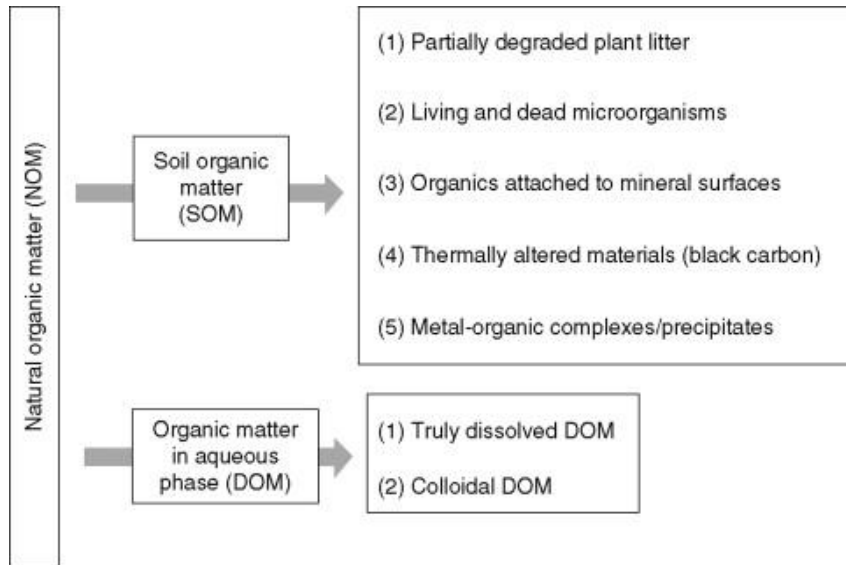 Natural organic matter (NOM)
Soil organic
matter
(SOM)
(1) Partially degraded plant litter
(2) Living and dead microorganisms
(3) Organics attached to mineral surfaces
(4) Thermally altered materials (black carbon)
(5) Metal-organic complexes/precipitates
Organic matter
in aqueous
phase (DOM)
(1) Truly dissolved DOM
(2) Colloidal DOM